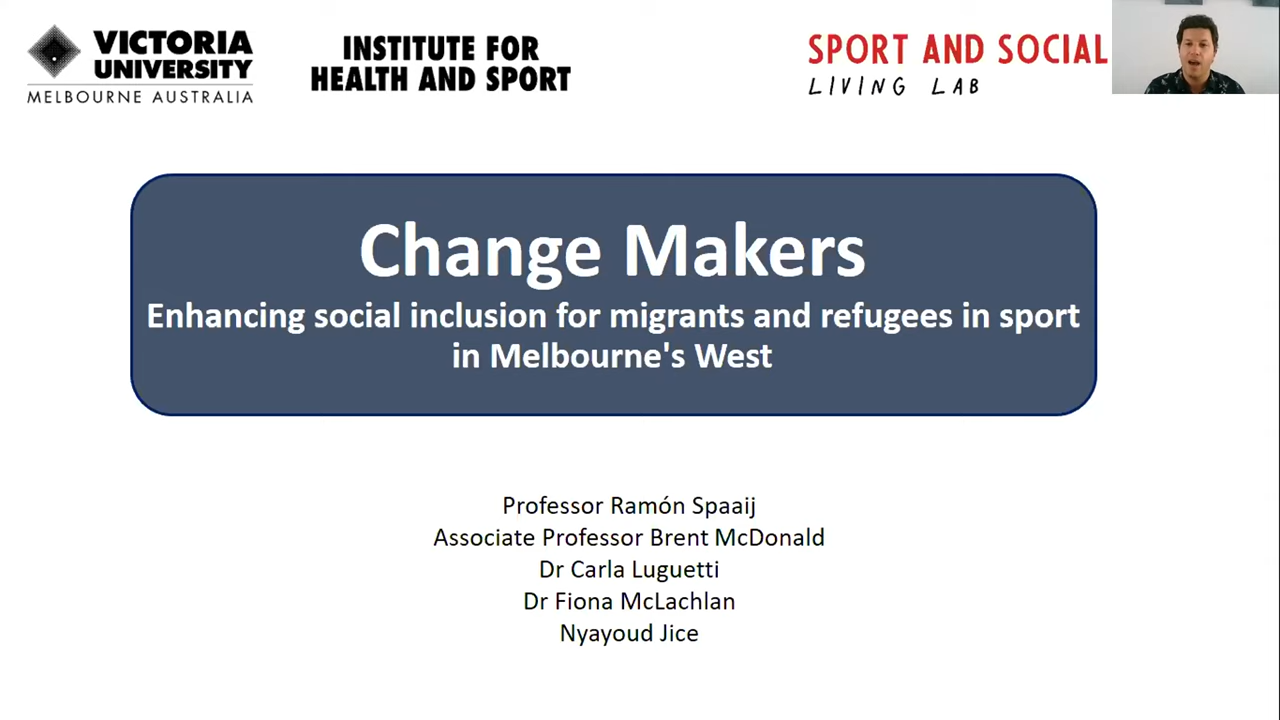 VICTORIA
UNIVERSITY
MELBOURNE AUSTRALIA
INSTITUTE FOR
HEALTH AND SPORT
SPORT AND SOCIAL
LIVING LAB
Change Makers
Enhancing social inclusion for migrants and refugees in sport
in Melbourne's West
Professor Ramón Spaaij
Associate Professor Brent McDonald
Dr Carla Luguetti
Dr Fiona McLachlan
Nyayoud Jice